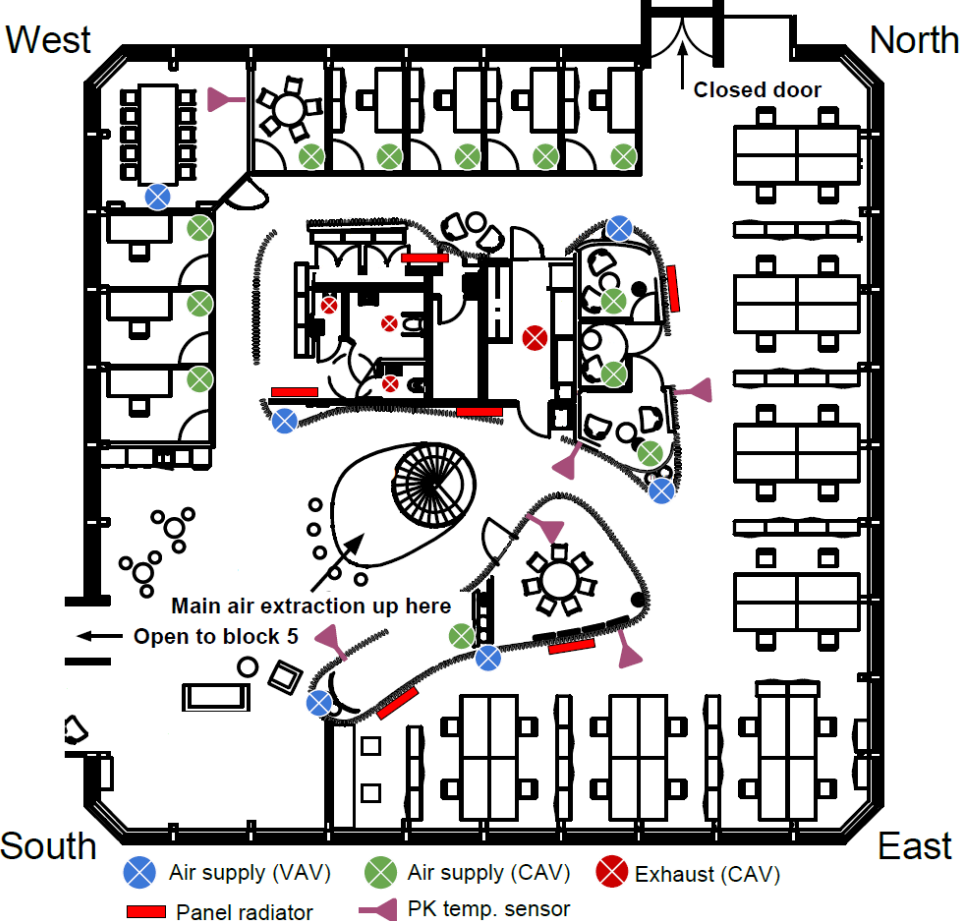 West
North
Closed door
Main air extraction up here
Open to block 5
South
East
Air supply (VAV)
Air supply (CAV)
Exhaust (CAV)
Panel radiator
PK temp. sensor